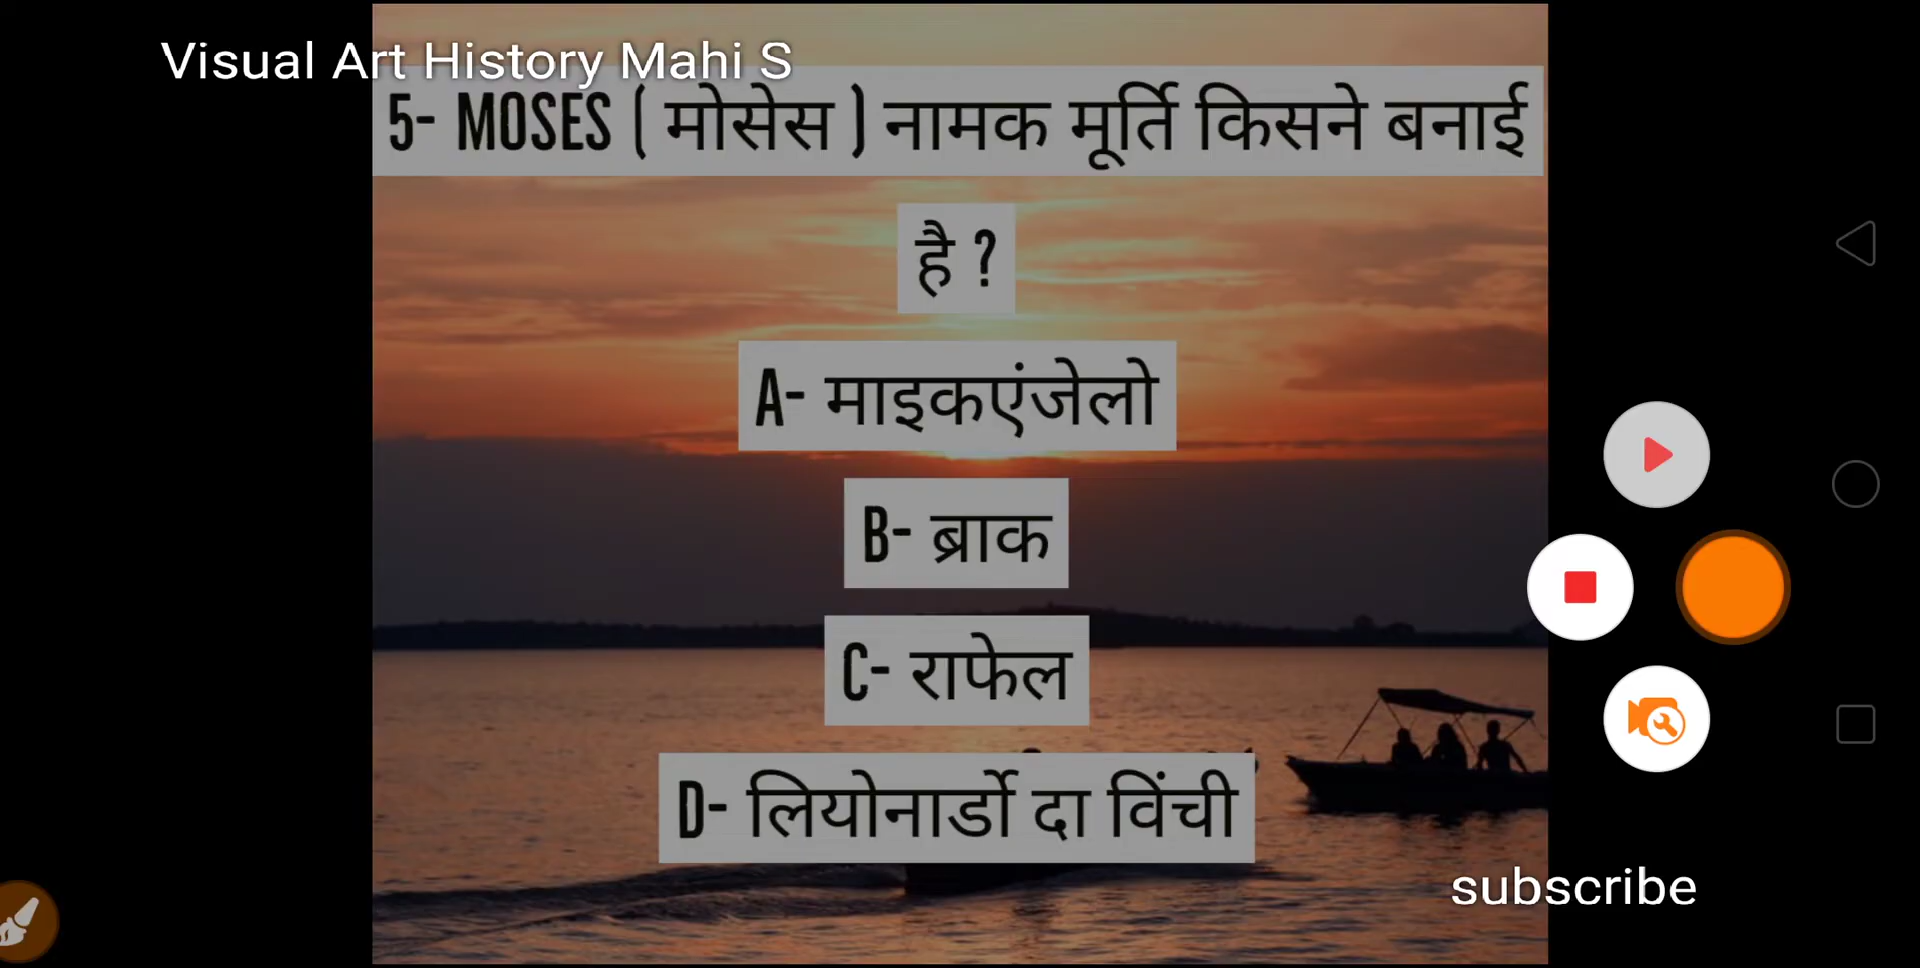 Visual Art History Mahi S
5- MOSES ( मोसेस ) नामक मूर्ति किसने बनाई
है ?
A- माइकएंजेलो
B- ब्राक
C- राफेल
D- लियोनार्डो दा विंची
subscribe